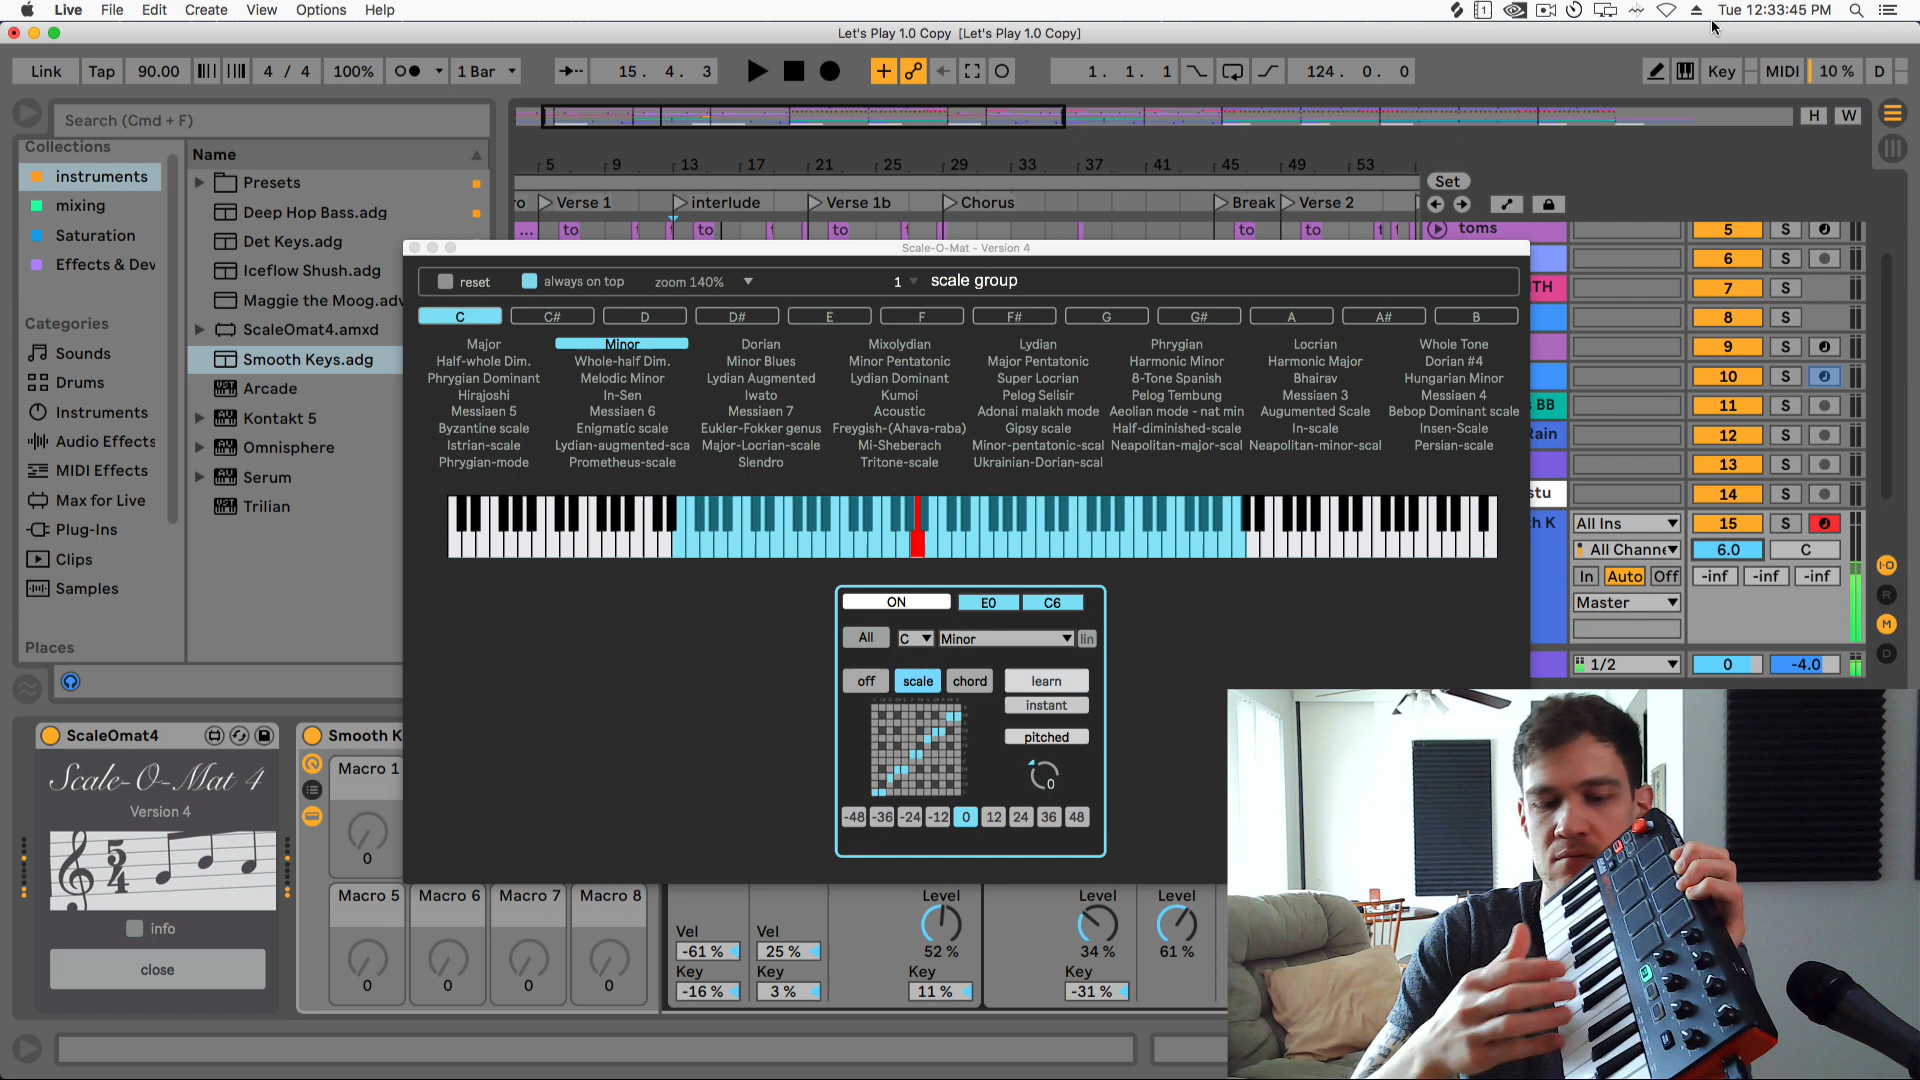 Live File Edit Create View Options Help
1 Tue 12:33:45 PM
Let's Play 1.0 Copy [Let's Play 1.0 Copy]
Link Tap 90.00 4 / 4 100% 1 Bar 15. 4. 3 1. 1. 1 124. 0. 0 Key MIDI 10 % D
Search (Cmd + F)
H W
Collections
instruments
mixing
Saturation
Effects & Dev
Categories
Sounds
Drums
Instruments
Audio Effects
MIDI Effects
Max for Live
Plug-Ins
Clips
Samples
Places
Name
Presets
Deep Hop Bass.adg
Det Keys.adg
Iceflow Shush.adg
Maggie the Moog.adv
ScaleOmat4.amxd
Smooth Keys.adg
Arcade
Kontakt 5
Omnisphere
Serum
Trilian
5 9 13 17 21 25 29 33 37 41 45 49 53
Set
ro Verse 1 interlude Verse 1b Chorus Break Verse 2
... to to to to to toms
Scale-O-Mat - Version 4
reset always on top zoom 140% 1 scale group
C C# D D# E F F# G G# A A# B
Major Minor Dorian Mixolydian Lydian Phrygian Locrian Whole Tone
Half-whole Dim. Whole-half Dim. Minor Blues Minor Pentatonic Major Pentatonic Harmonic Minor Harmonic Major Dorian #4
Phrygian Dominant Melodic Minor Lydian Augmented Lydian Dominant Super Locrian 8-Tone Spanish Bhairav Hungarian Minor
Hirajoshi In-Sen Iwato Kumoi Pelog Selisir Pelog Tembung Messiaen 3 Messiaen 4
Messiaen 5 Messiaen 6 Messiaen 7 Acoustic Adonai malakh mode Aeolian mode - nat min Augmented Scale Bebop Dominant scale
Byzantine scale Enigmatic scale Eukler-Fokker genus Freygish-(Ahava-raba) Gipsy scale Half-diminished-scale In-scale Insen-Scale
Istrian-scale Lydian-augmented-sca Major-Locrian-scale Mi-Sheberach Minor-pentatonic-scal Neapolitan-major-scal Neapolitan-minor-scal Persian-scale
Phrygian-mode Prometheus-scale Slendro Tritone-scale Ukrainian-Dorian-scal
ON E0 C6
All C Minor lin
off scale chord learn
instant
pitched
0
-48 -36 -24 -12 0 12 24 36 48
5 S
6 S
TH 7 S
8 S
9 S
10 S
BB 11 S
Rain 12 S
13 S
stu 14 S
h K All Ins 15 S
All Channe 6.0 C
In Auto Off -inf -inf -inf
Master
1/2 0 -4.0
I·O
R
M
D
ScaleOmat4
Scale-O-Mat 4
Version 4
5
4
info
close
Smooth K
Macro 1
0
Macro 5 Macro 6 Macro 7 Macro 8
0 0 0 0
Vel Vel Level Level Level
-61 % 25 % 52 % 34 % 61 %
Key Key Key Key
-16 % 3 % 11 % -31 %